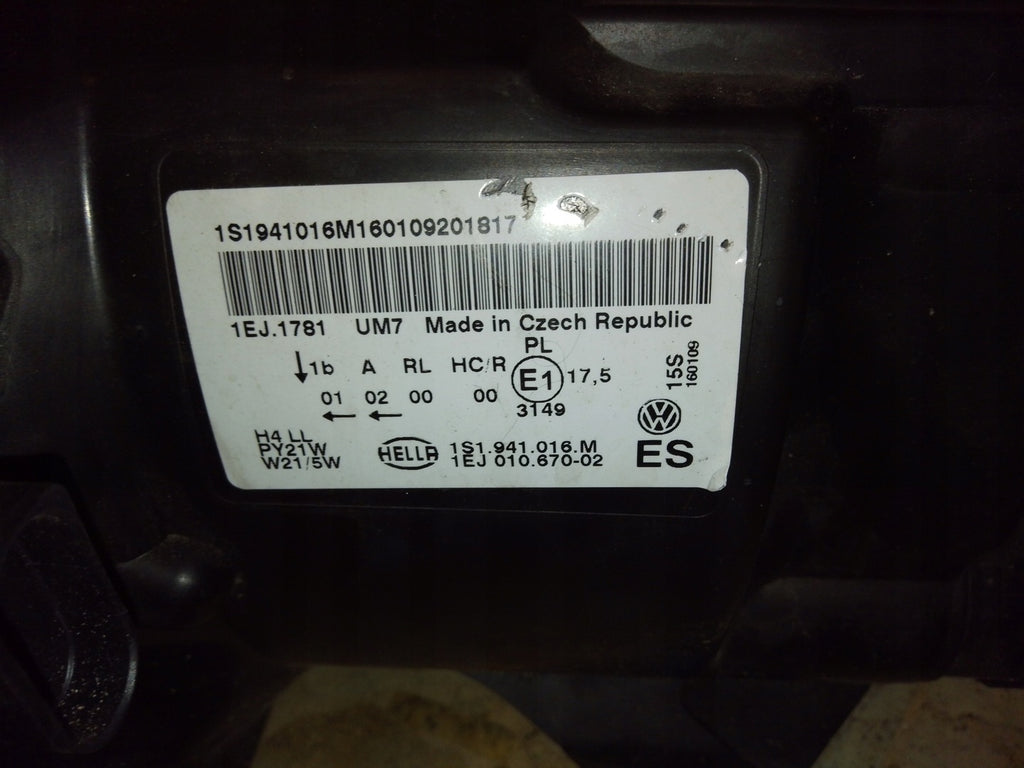 1S1941016M160109201817
1EJ.1781 UM7 Made in Czech Republic
PL
1b A RL HC/R E1 17,5
01 02 00 00
3149
15S
160109
H4 LL
PY21W
W21/5W
HELLA
1S1.941.016.M
1EJ 010.670-02
VW
ES